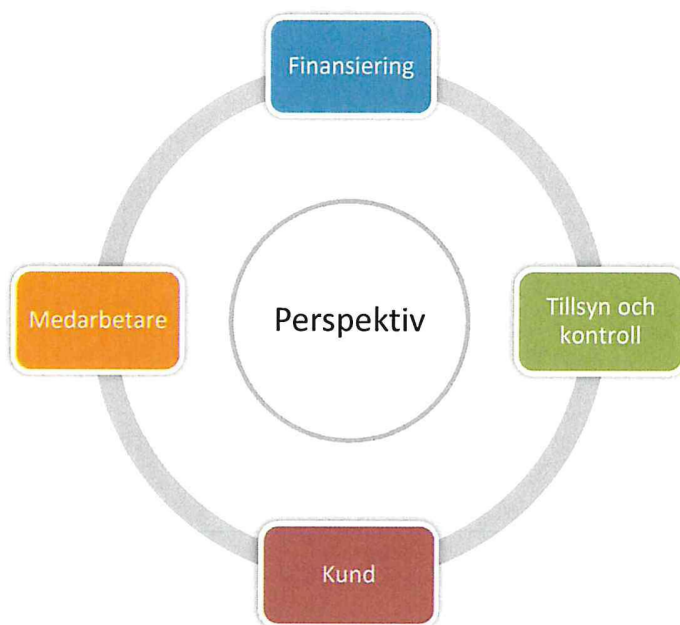 Finansiering
Medarbetare
Perspektiv
Tillsyn och
kontroll
Kund